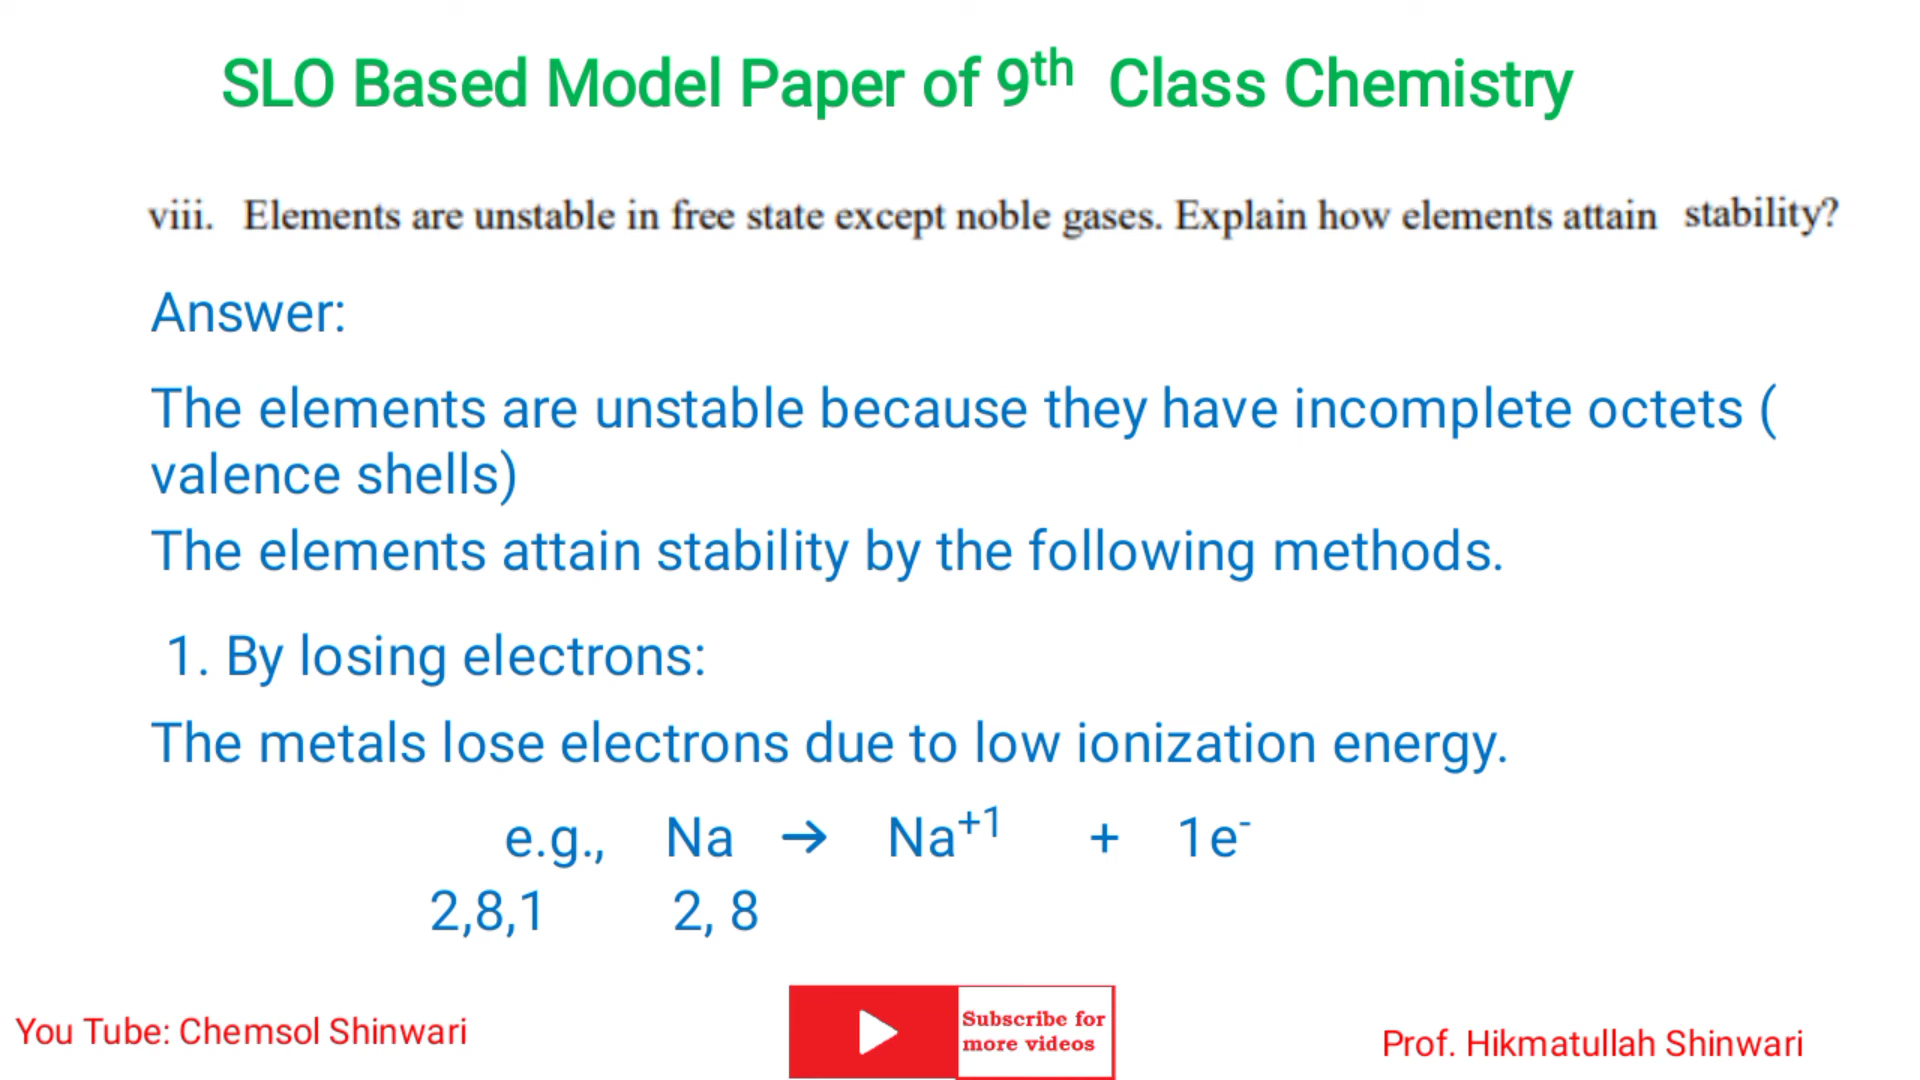 SLO Based Model Paper of 9th Class Chemistry
viii. Elements are unstable in free state except noble gases. Explain how elements attain stability?
Answer:
The elements are unstable because they have incomplete octets (
valence shells)
The elements attain stability by the following methods.
1. By losing electrons:
The metals lose electrons due to low ionization energy.
e.g., Na → Na⁺¹ + 1e⁻
2,8,1 2, 8
You Tube: Chemsol Shinwari
Subscribe for
more videos
Prof. Hikmatullah Shinwari